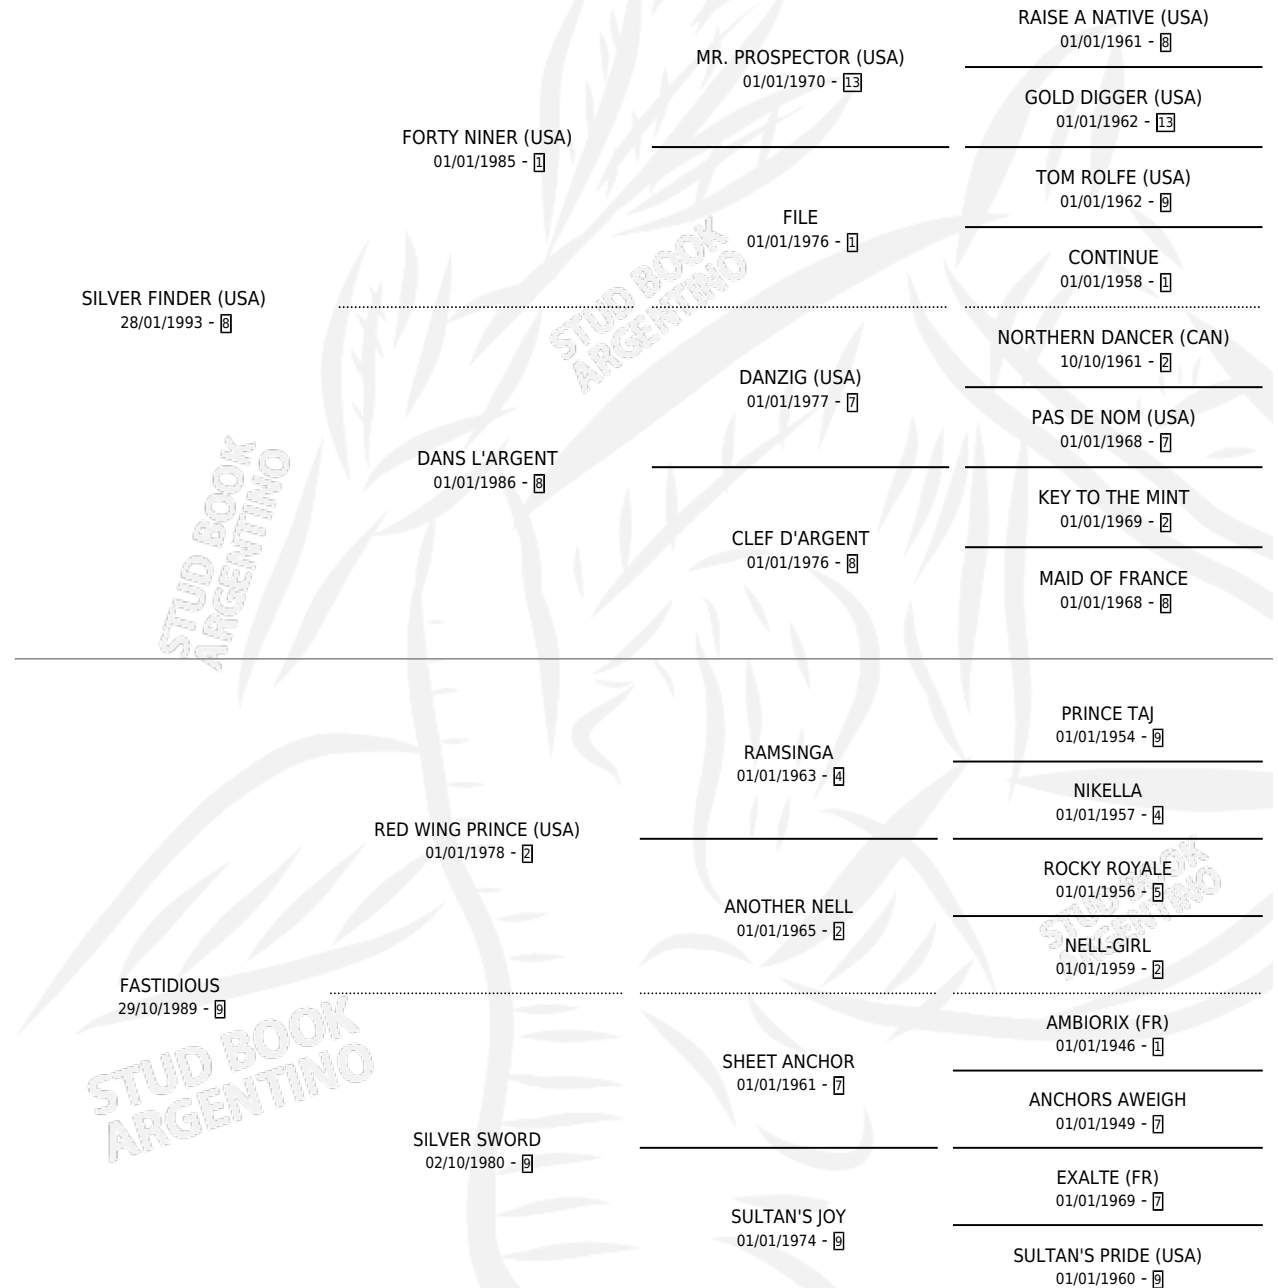 RAISE A NATIVE (USA)
01/01/1961 - 8
MR. PROSPECTOR (USA)
01/01/1970 - 13
GOLD DIGGER (USA)
01/01/1962 - 13
FORTY NINER (USA)
01/01/1985 - 1
TOM ROLFE (USA)
01/01/1962 - 9
FILE
01/01/1976 - 1
CONTINUE
01/01/1958 - 1
SILVER FINDER (USA)
28/01/1993 - 8
NORTHERN DANCER (CAN)
10/10/1961 - 2
DANZIG (USA)
01/01/1977 - 7
PAS DE NOM (USA)
01/01/1968 - 7
DANS L'ARGENT
01/01/1986 - 8
KEY TO THE MINT
01/01/1969 - 2
CLEF D'ARGENT
01/01/1976 - 8
MAID OF FRANCE
01/01/1968 - 8
PRINCE TAJ
01/01/1954 - 9
RAMSINGA
01/01/1963 - 4
NIKELLA
01/01/1957 - 4
RED WING PRINCE (USA)
01/01/1978 - 2
ROCKY ROYALE
01/01/1956 - 5
ANOTHER NELL
01/01/1965 - 2
NELL-GIRL
01/01/1959 - 2
FASTIDIOUS
29/10/1989 - 9
AMBIORIX (FR)
01/01/1946 - 1
SHEET ANCHOR
01/01/1961 - 7
ANCHORS AWEIGH
01/01/1949 - 7
SILVER SWORD
02/10/1980 - 9
EXALTE (FR)
01/01/1969 - 7
SULTAN'S JOY
01/01/1974 - 9
SULTAN'S PRIDE (USA)
01/01/1960 - 9
STUD BOOK
ARGENTINO
STUD BOOK
ARGENTINO
STUD BOOK
ARGENTINO
STUD BOOK
ARGENTINO